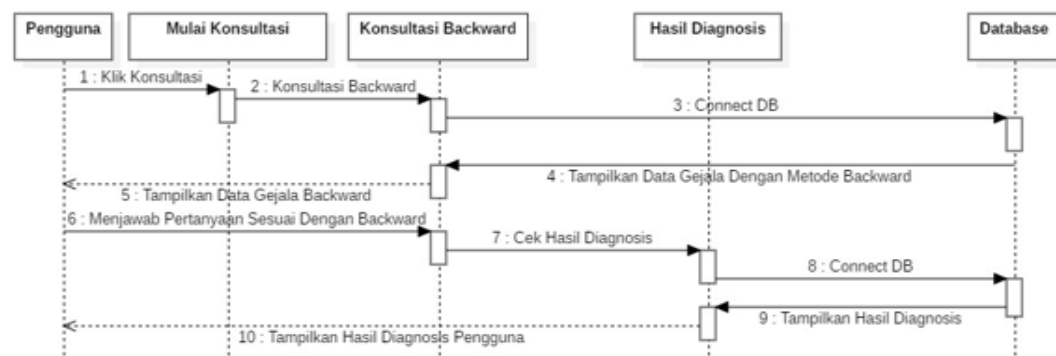 Pengguna
Mulai Konsultasi
Konsultasi Backward
Hasil Diagnosis
Database
1 : Klik Konsultasi
2 : Konsultasi Backward
3 : Connect DB
4 : Tampilkan Data Gejala Dengan Metode Backward
5 : Tampilkan Data Gejala Backward
6 : Menjawab Pertanyaan Sesuai Dengan Backward
7 : Cek Hasil Diagnosis
8 : Connect DB
9 : Tampilkan Hasil Diagnosis
10 : Tampilkan Hasil Diagnosis Pengguna